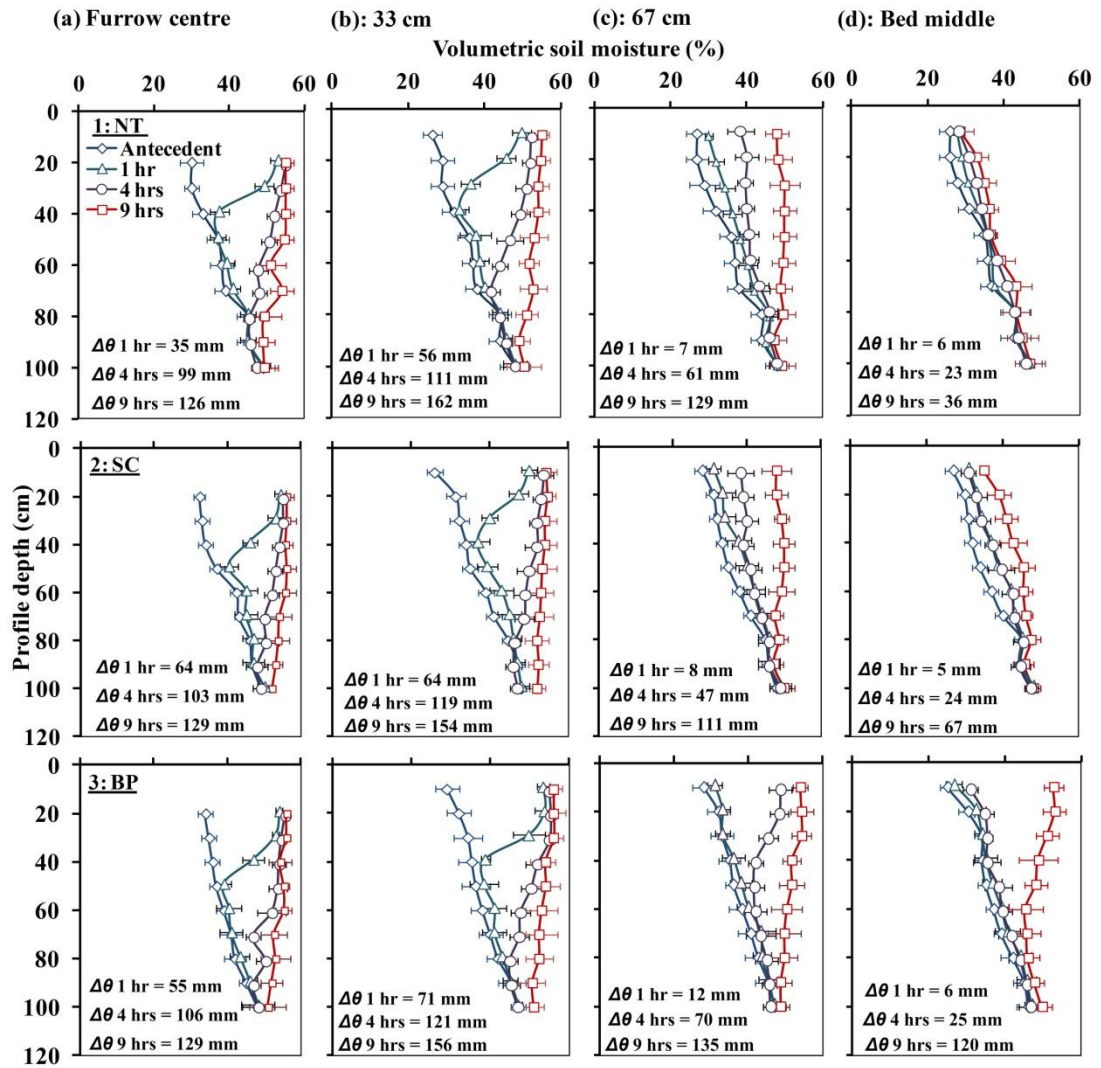 (a) Furrow centre
(b): 33 cm
(c): 67 cm
(d): Bed middle
Volumetric soil moisture (%)
0 20 40 60
0 20 40 60
0 20 40 60
0 20 40 60
Profile depth (cm)
0
20
40
60
80
100
120
1: NT
Antecedent
1 hr
4 hrs
9 hrs
Δθ 1 hr = 35 mm
Δθ 4 hrs = 99 mm
Δθ 9 hrs = 126 mm
Δθ 1 hr = 56 mm
Δθ 4 hrs = 111 mm
Δθ 9 hrs = 162 mm
Δθ 1 hr = 7 mm
Δθ 4 hrs = 61 mm
Δθ 9 hrs = 129 mm
Δθ 1 hr = 6 mm
Δθ 4 hrs = 23 mm
Δθ 9 hrs = 36 mm
0
20
40
60
80
100
120
2: SC
Δθ 1 hr = 64 mm
Δθ 4 hrs = 103 mm
Δθ 9 hrs = 129 mm
Δθ 1 hr = 64 mm
Δθ 4 hrs = 119 mm
Δθ 9 hrs = 154 mm
Δθ 1 hr = 8 mm
Δθ 4 hrs = 47 mm
Δθ 9 hrs = 111 mm
Δθ 1 hr = 5 mm
Δθ 4 hrs = 24 mm
Δθ 9 hrs = 67 mm
0
20
40
60
80
100
120
3: BP
Δθ 1 hr = 55 mm
Δθ 4 hrs = 106 mm
Δθ 9 hrs = 129 mm
Δθ 1 hr = 71 mm
Δθ 4 hrs = 121 mm
Δθ 9 hrs = 156 mm
Δθ 1 hr = 12 mm
Δθ 4 hrs = 70 mm
Δθ 9 hrs = 135 mm
Δθ 1 hr = 6 mm
Δθ 4 hrs = 25 mm
Δθ 9 hrs = 120 mm